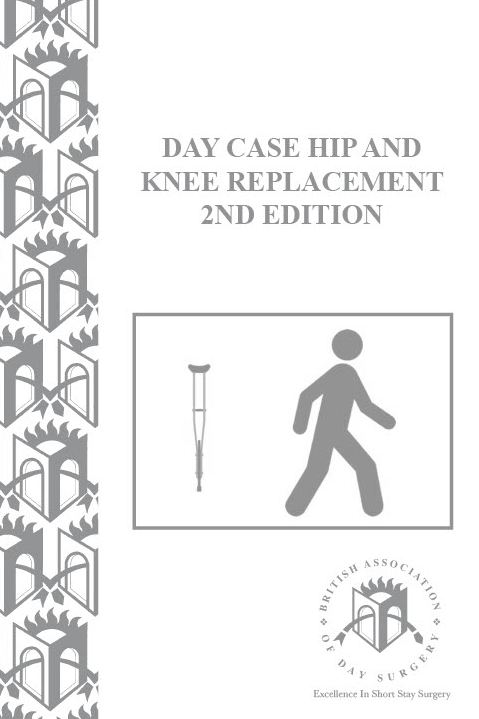 DAY CASE HIP AND
KNEE REPLACEMENT
2ND EDITION
BRITISH ASSOCIATION
OF DAY SURGERY
Excellence In Short Stay Surgery